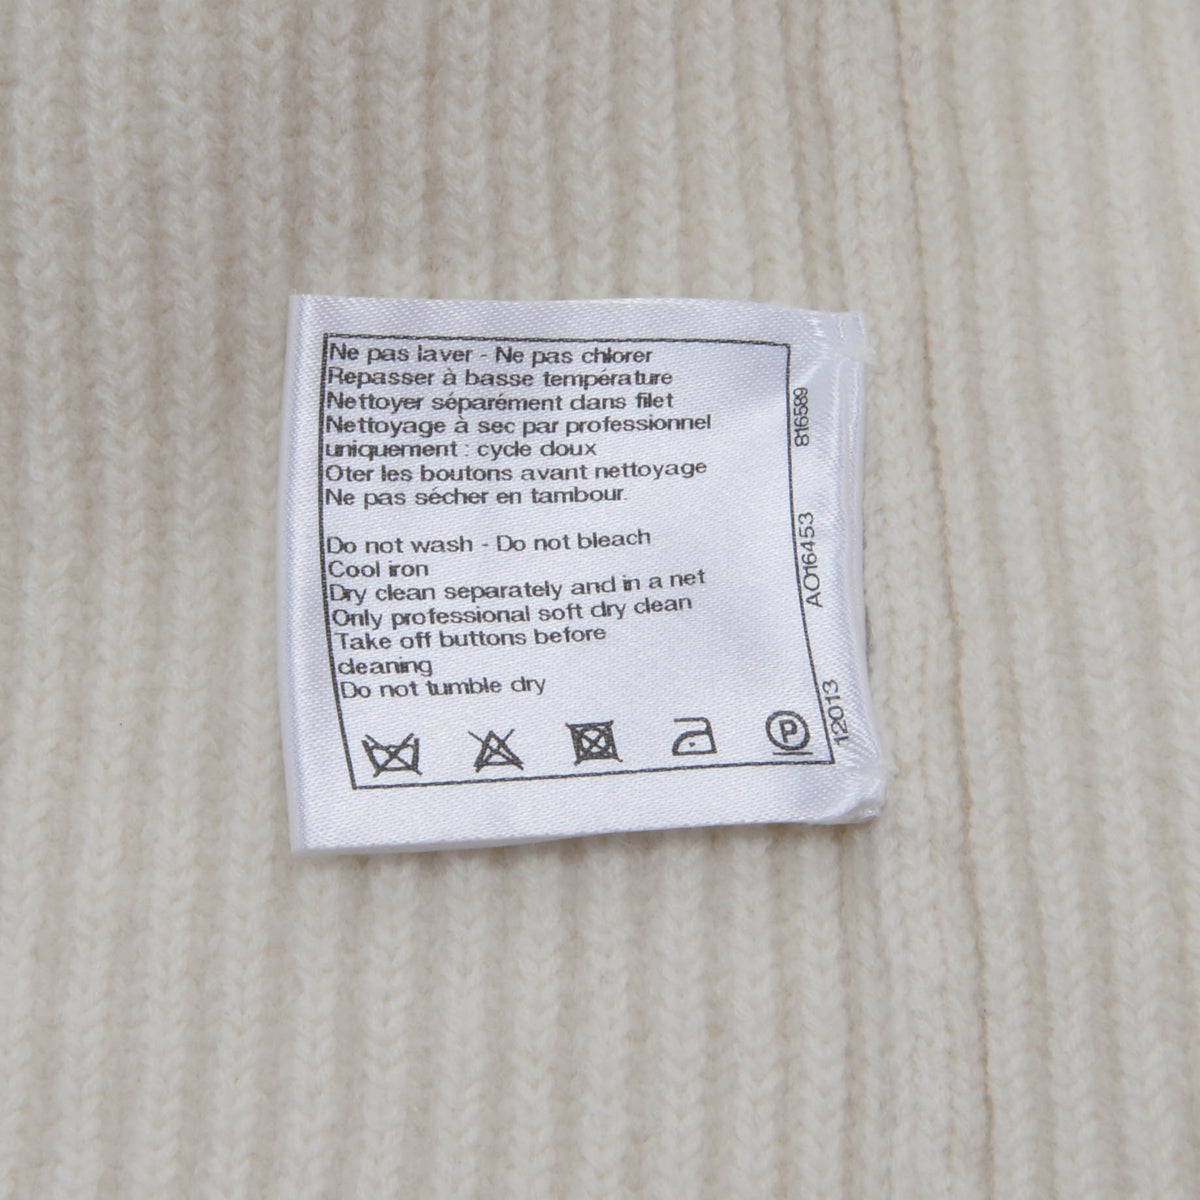 Ne pas laver - Ne pas chlorer
Repasser à basse température
Nettoyer séparément dans filet
Nettoyage à sec par professionnel
uniquement : cycle doux
Oter les boutons avant nettoyage
Ne pas sécher en tambour.
Do not wash - Do not bleach
Cool iron
Dry clean separately and in a net
Only professional soft dry clean
Take off buttons before
cleaning
Do not tumble dry
P
12013
AO16453
816589